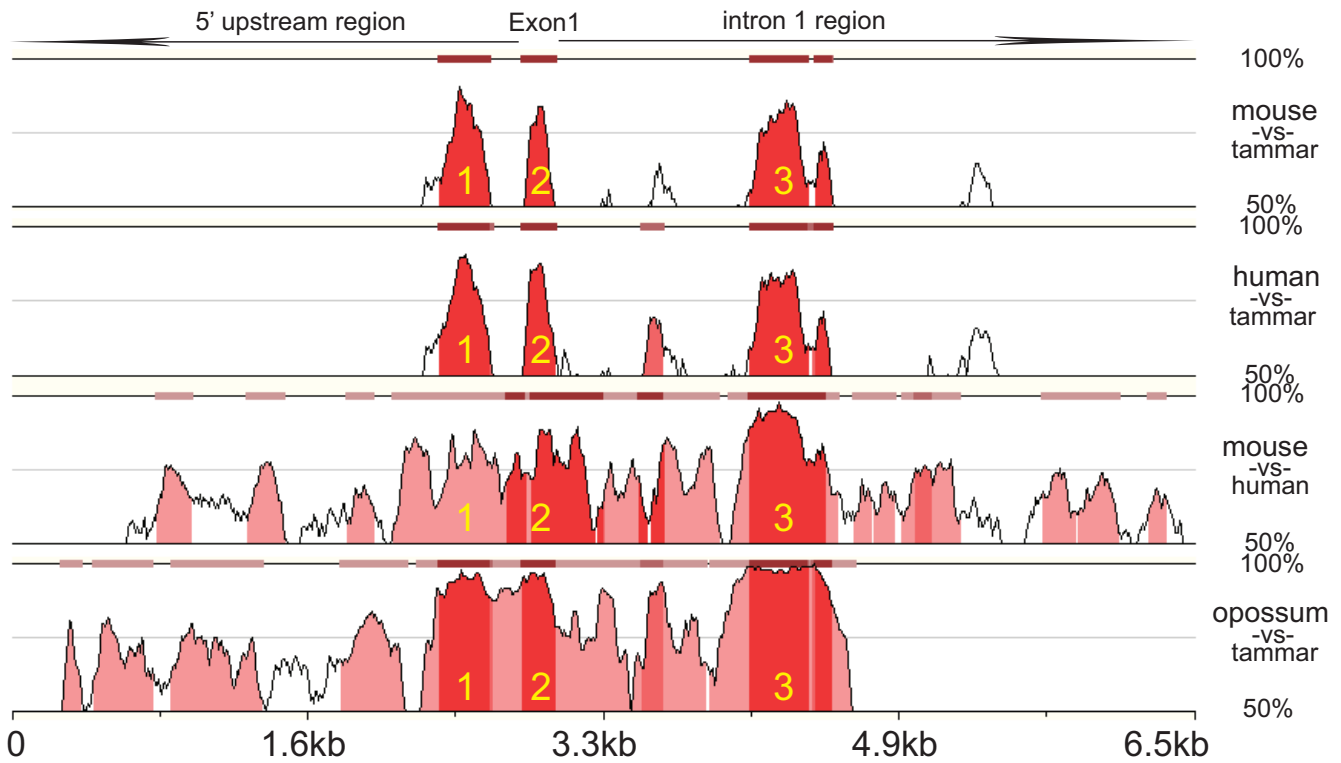 5' upstream region Exon1 intron 1 region
100%
mouse
-vs-
tammar
1 2 3
50%
100%
human
-vs-
tammar
1 2 3
50%
100%
mouse
-vs-
human
1 2 3
50%
100%
opossum
-vs-
tammar
1 2 3
50%
0 1.6kb 3.3kb 4.9kb 6.5kb